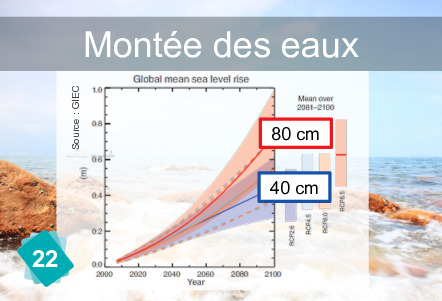 Montée des eaux
Global mean sea level rise
Source : GIEC
Mean over
2081–2100
1.0
0.8
0.6
0.4
0.2
0.0
(m)
80 cm
40 cm
RCP2.6
RCP4.5
RCP6.0
RCP8.5
2000 2020 2040 2060 2080 2100
Year
22